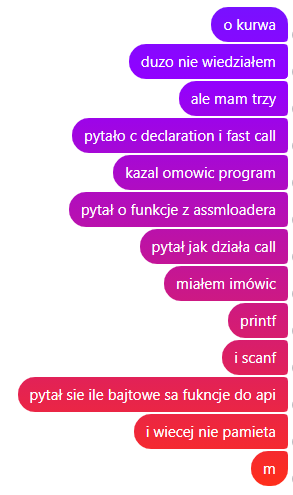 o kurwa
duzo nie wiedziałem
ale mam trzy
pytało c declaration i fast call
kazal omowic program
pytał o funkcje z assmloadera
pytał jak działa call
miałem imówic
printf
i scanf
pytał sie ile bajtowe sa fukncje do api
i wiecej nie pamieta
m